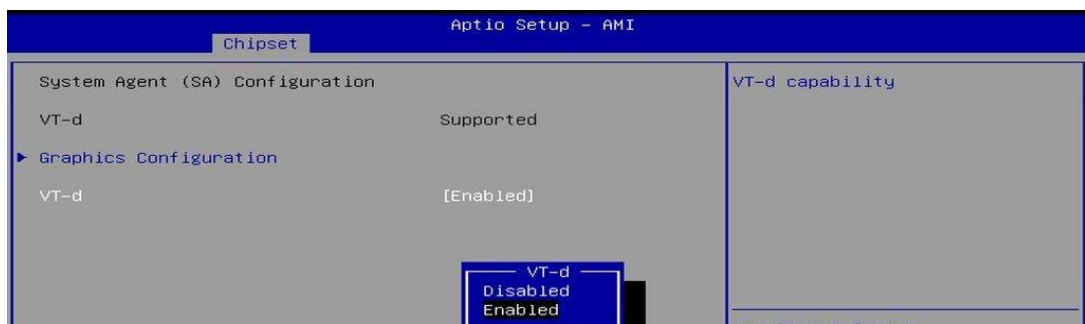 Aptio Setup - AMI
Chipset
System Agent (SA) Configuration
VT-d Supported
Graphics Configuration
VT-d [Enabled]
VT-d capability
VT-d
Disabled
Enabled